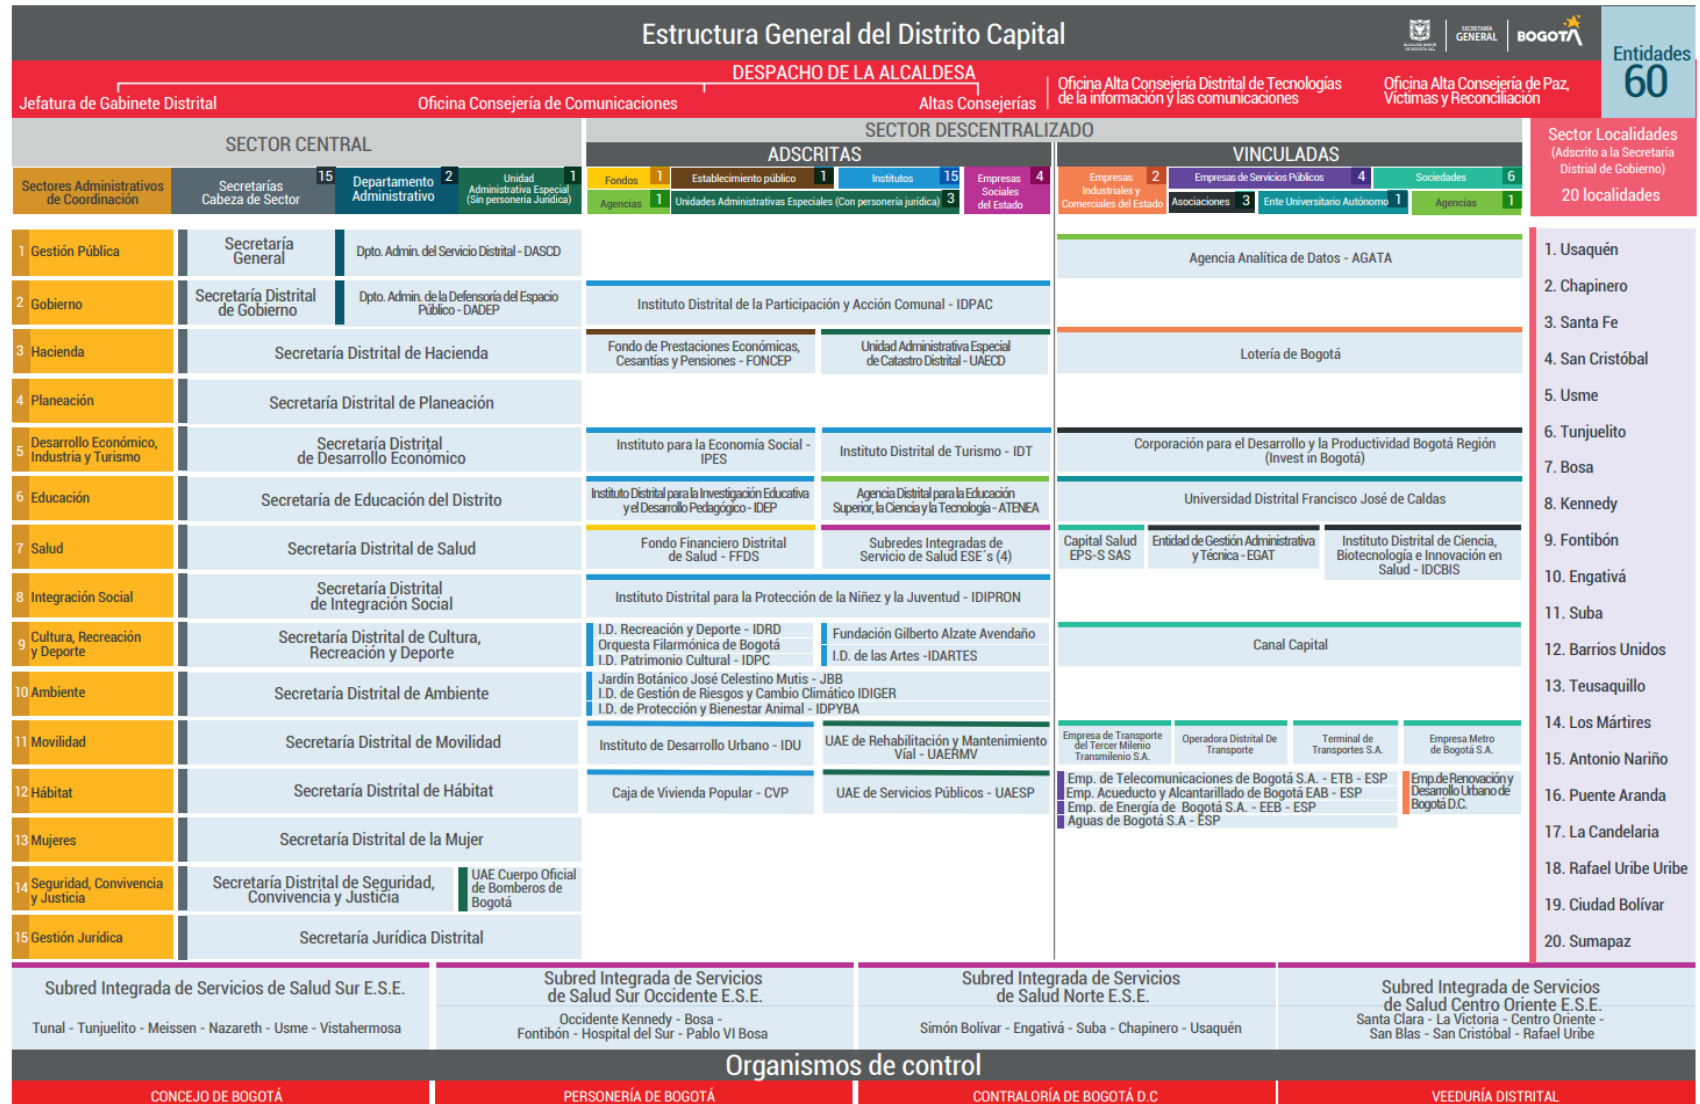 Estructura General del Distrito Capital
SECRETARÍA
GENERAL
BOGOTÁ
Entidades
60
DESPACHO DE LA ALCALDESA
Jefatura de Gabinete Distrital
Oficina Consejería de Comunicaciones
Altas Consejerías
Oficina Alta Consejería Distrital de Tecnologías
de la información y las comunicaciones
Oficina Alta Consejería de Paz,
Víctimas y Reconciliación
SECTOR CENTRAL
SECTOR DESCENTRALIZADO
ADSCRITAS
VINCULADAS
Sector Localidades
(Adscrito a la Secretaría
Distrial de Gobierno)
20 localidades
Sectores Administrativos
de Coordinación
Secretarías
Cabeza de Sector
15
Departamento
Administrativo
2
Unidad
Administrativa Especial
(Sin personería Jurídica)
1
Fondos 1
Establecimiento público 1
Institutos 15
Agencias 1
Unidades Administrativas Especiales (Con personería jurídica) 3
Empresas
Sociales
del Estado
4
Empresas
Industriales y
Comerciales del Estado
2
Empresas de Servicios Públicos 4
Sociedades 6
Asociaciones 3
Ente Universitario Autónomo 1
Agencias 1
1 Gestión Pública
Secretaría
General
Dpto. Admin. del Servicio Distrital - DASCD
Agencia Analítica de Datos - AGATA
2 Gobierno
Secretaría Distrital
de Gobierno
Dpto. Admin. de la Defensoría del Espacio
Público - DADEP
Instituto Distrital de la Participación y Acción Comunal - IDPAC
3 Hacienda
Secretaría Distrital de Hacienda
Fondo de Prestaciones Económicas,
Cesantías y Pensiones - FONCEP
Unidad Administrativa Especial
de Catastro Distrital - UAECD
Lotería de Bogotá
4 Planeación
Secretaría Distrital de Planeación
5 Desarrollo Económico,
Industria y Turismo
Secretaría Distrital
de Desarrollo Económico
Instituto para la Economía Social -
IPES
Instituto Distrital de Turismo - IDT
Corporación para el Desarrollo y la Productividad Bogotá Región
(Invest in Bogotá)
6 Educación
Secretaría de Educación del Distrito
Instituto Distrital para la Investigación Educativa
y el Desarrollo Pedagógico - IDEP
Agencia Distrital para la Educación
Superior, la Ciencia y la Tecnología - ATENEA
Universidad Distrital Francisco José de Caldas
7 Salud
Secretaría Distrital de Salud
Fondo Financiero Distrital
de Salud - FFDS
Subredes Integradas de
Servicio de Salud ESE´s (4)
Capital Salud
EPS-S SAS
Entidad de Gestión Administrativa
y Técnica - EGAT
Instituto Distrital de Ciencia,
Biotecnología e Innovación en
Salud - IDCBIS
8 Integración Social
Secretaría Distrital
de Integración Social
Instituto Distrital para la Protección de la Niñez y la Juventud - IDIPRON
9 Cultura, Recreación
y Deporte
Secretaría Distrital de Cultura,
Recreación y Deporte
I.D. Recreación y Deporte - IDRD
Orquesta Filarmónica de Bogotá
I.D. Patrimonio Cultural - IDPC
Fundación Gilberto Alzate Avendaño
I.D. de las Artes -IDARTES
Canal Capital
10 Ambiente
Secretaría Distrital de Ambiente
Jardín Botánico José Celestino Mutis - JBB
I.D. de Gestión de Riesgos y Cambio Climático IDIGER
I.D. de Protección y Bienestar Animal - IDPYBA
11 Movilidad
Secretaría Distrital de Movilidad
Instituto de Desarrollo Urbano - IDU
UAE de Rehabilitación y Mantenimiento
Vial - UAERMV
Empresa de Transporte
del Tercer Milenio
Transmilenio S.A.
Operadora Distrital De
Transporte
Terminal de
Transportes S.A.
Empresa Metro
de Bogotá S.A.
12 Hábitat
Secretaría Distrital de Hábitat
Caja de Vivienda Popular - CVP
UAE de Servicios Públicos - UAESP
Emp. de Telecomunicaciones de Bogotá S.A. - ETB - ESP
Emp. Acueducto y Alcantarillado de Bogotá EAB - ESP
Emp. de Energía de Bogotá S.A. - EEB - ESP
Aguas de Bogotá S.A - ESP
Emp.de Renovación y
Desarrollo Urbano de
Bogotá D.C.
13 Mujeres
Secretaría Distrital de la Mujer
14 Seguridad, Convivencia
y Justicia
Secretaría Distrital de Seguridad,
Convivencia y Justicia
UAE Cuerpo Oficial
de Bomberos de
Bogotá
15 Gestión Jurídica
Secretaría Jurídica Distrital
1. Usaquén
2. Chapinero
3. Santa Fe
4. San Cristóbal
5. Usme
6. Tunjuelito
7. Bosa
8. Kennedy
9. Fontibón
10. Engativá
11. Suba
12. Barrios Unidos
13. Teusaquillo
14. Los Mártires
15. Antonio Nariño
16. Puente Aranda
17. La Candelaria
18. Rafael Uribe Uribe
19. Ciudad Bolívar
20. Sumapaz
Subred Integrada de Servicios de Salud Sur E.S.E.
Tunal - Tunjuelito - Meissen - Nazareth - Usme - Vistahermosa
Subred Integrada de Servicios
de Salud Sur Occidente E.S.E.
Occidente Kennedy - Bosa -
Fontibón - Hospital del Sur - Pablo VI Bosa
Subred Integrada de Servicios
de Salud Norte E.S.E.
Simón Bolívar - Engativá - Suba - Chapinero - Usaquén
Subred Integrada de Servicios
de Salud Centro Oriente E.S.E.
Santa Clara - La Victoria - Centro Oriente -
San Blas - San Cristóbal - Rafael Uribe
Organismos de control
CONCEJO DE BOGOTÁ
PERSONERÍA DE BOGOTÁ
CONTRALORÍA DE BOGOTÁ D.C
VEEDURÍA DISTRITAL